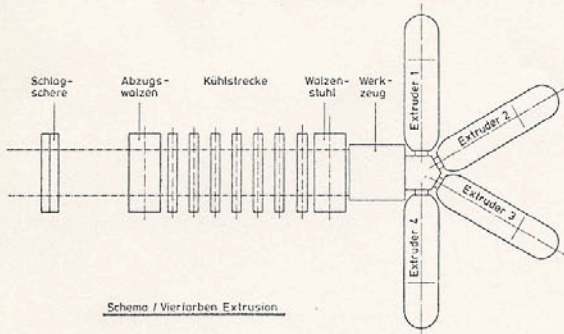 Schlag-
schere
Abzugs-
walzen
Kühlstrecke
Walzen-
stuhl
Werk-
zeug
Extruder 1
Extruder 2
Extruder 3
Extruder 4
Schema / Vierfarben Extrusion